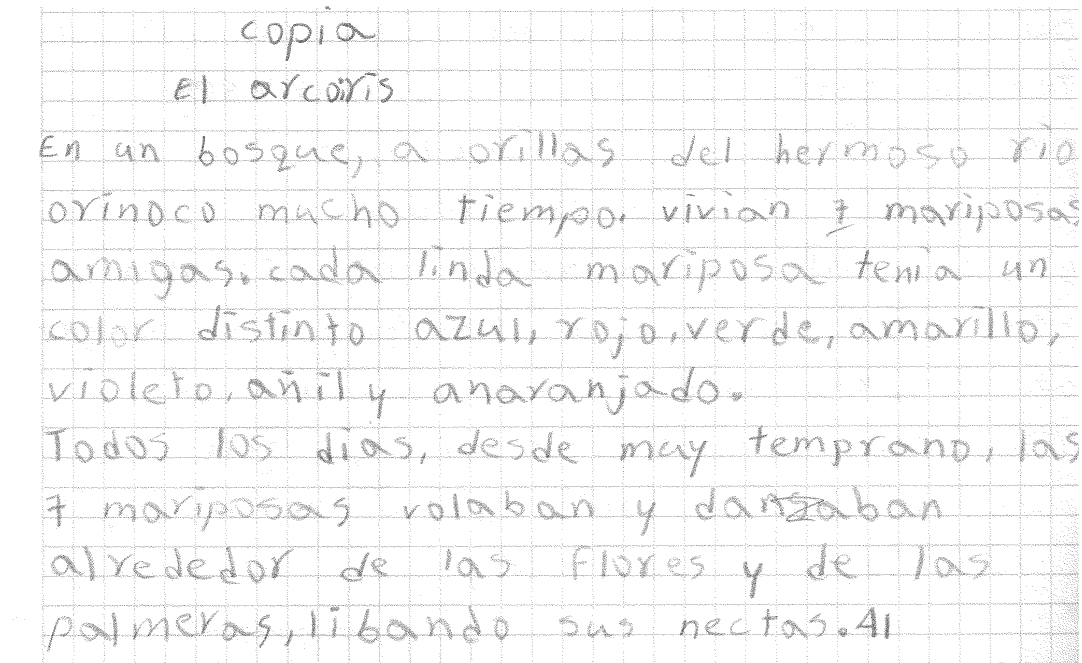 copia
El arcoiris
En un bosque, a orillas del hermoso rio
orinoco mucho tiempo. vivian 7 mariposas
amigas. cada linda mariposa tenia un
color distinto azul, rojo, verde, amarillo,
violeto, añil y anaranjado.
Todos los dias, desde muy temprano, las
7 mariposas volaban y danzaban
alrededor de las flores y de las
palmeras, libando sus nectas. 41